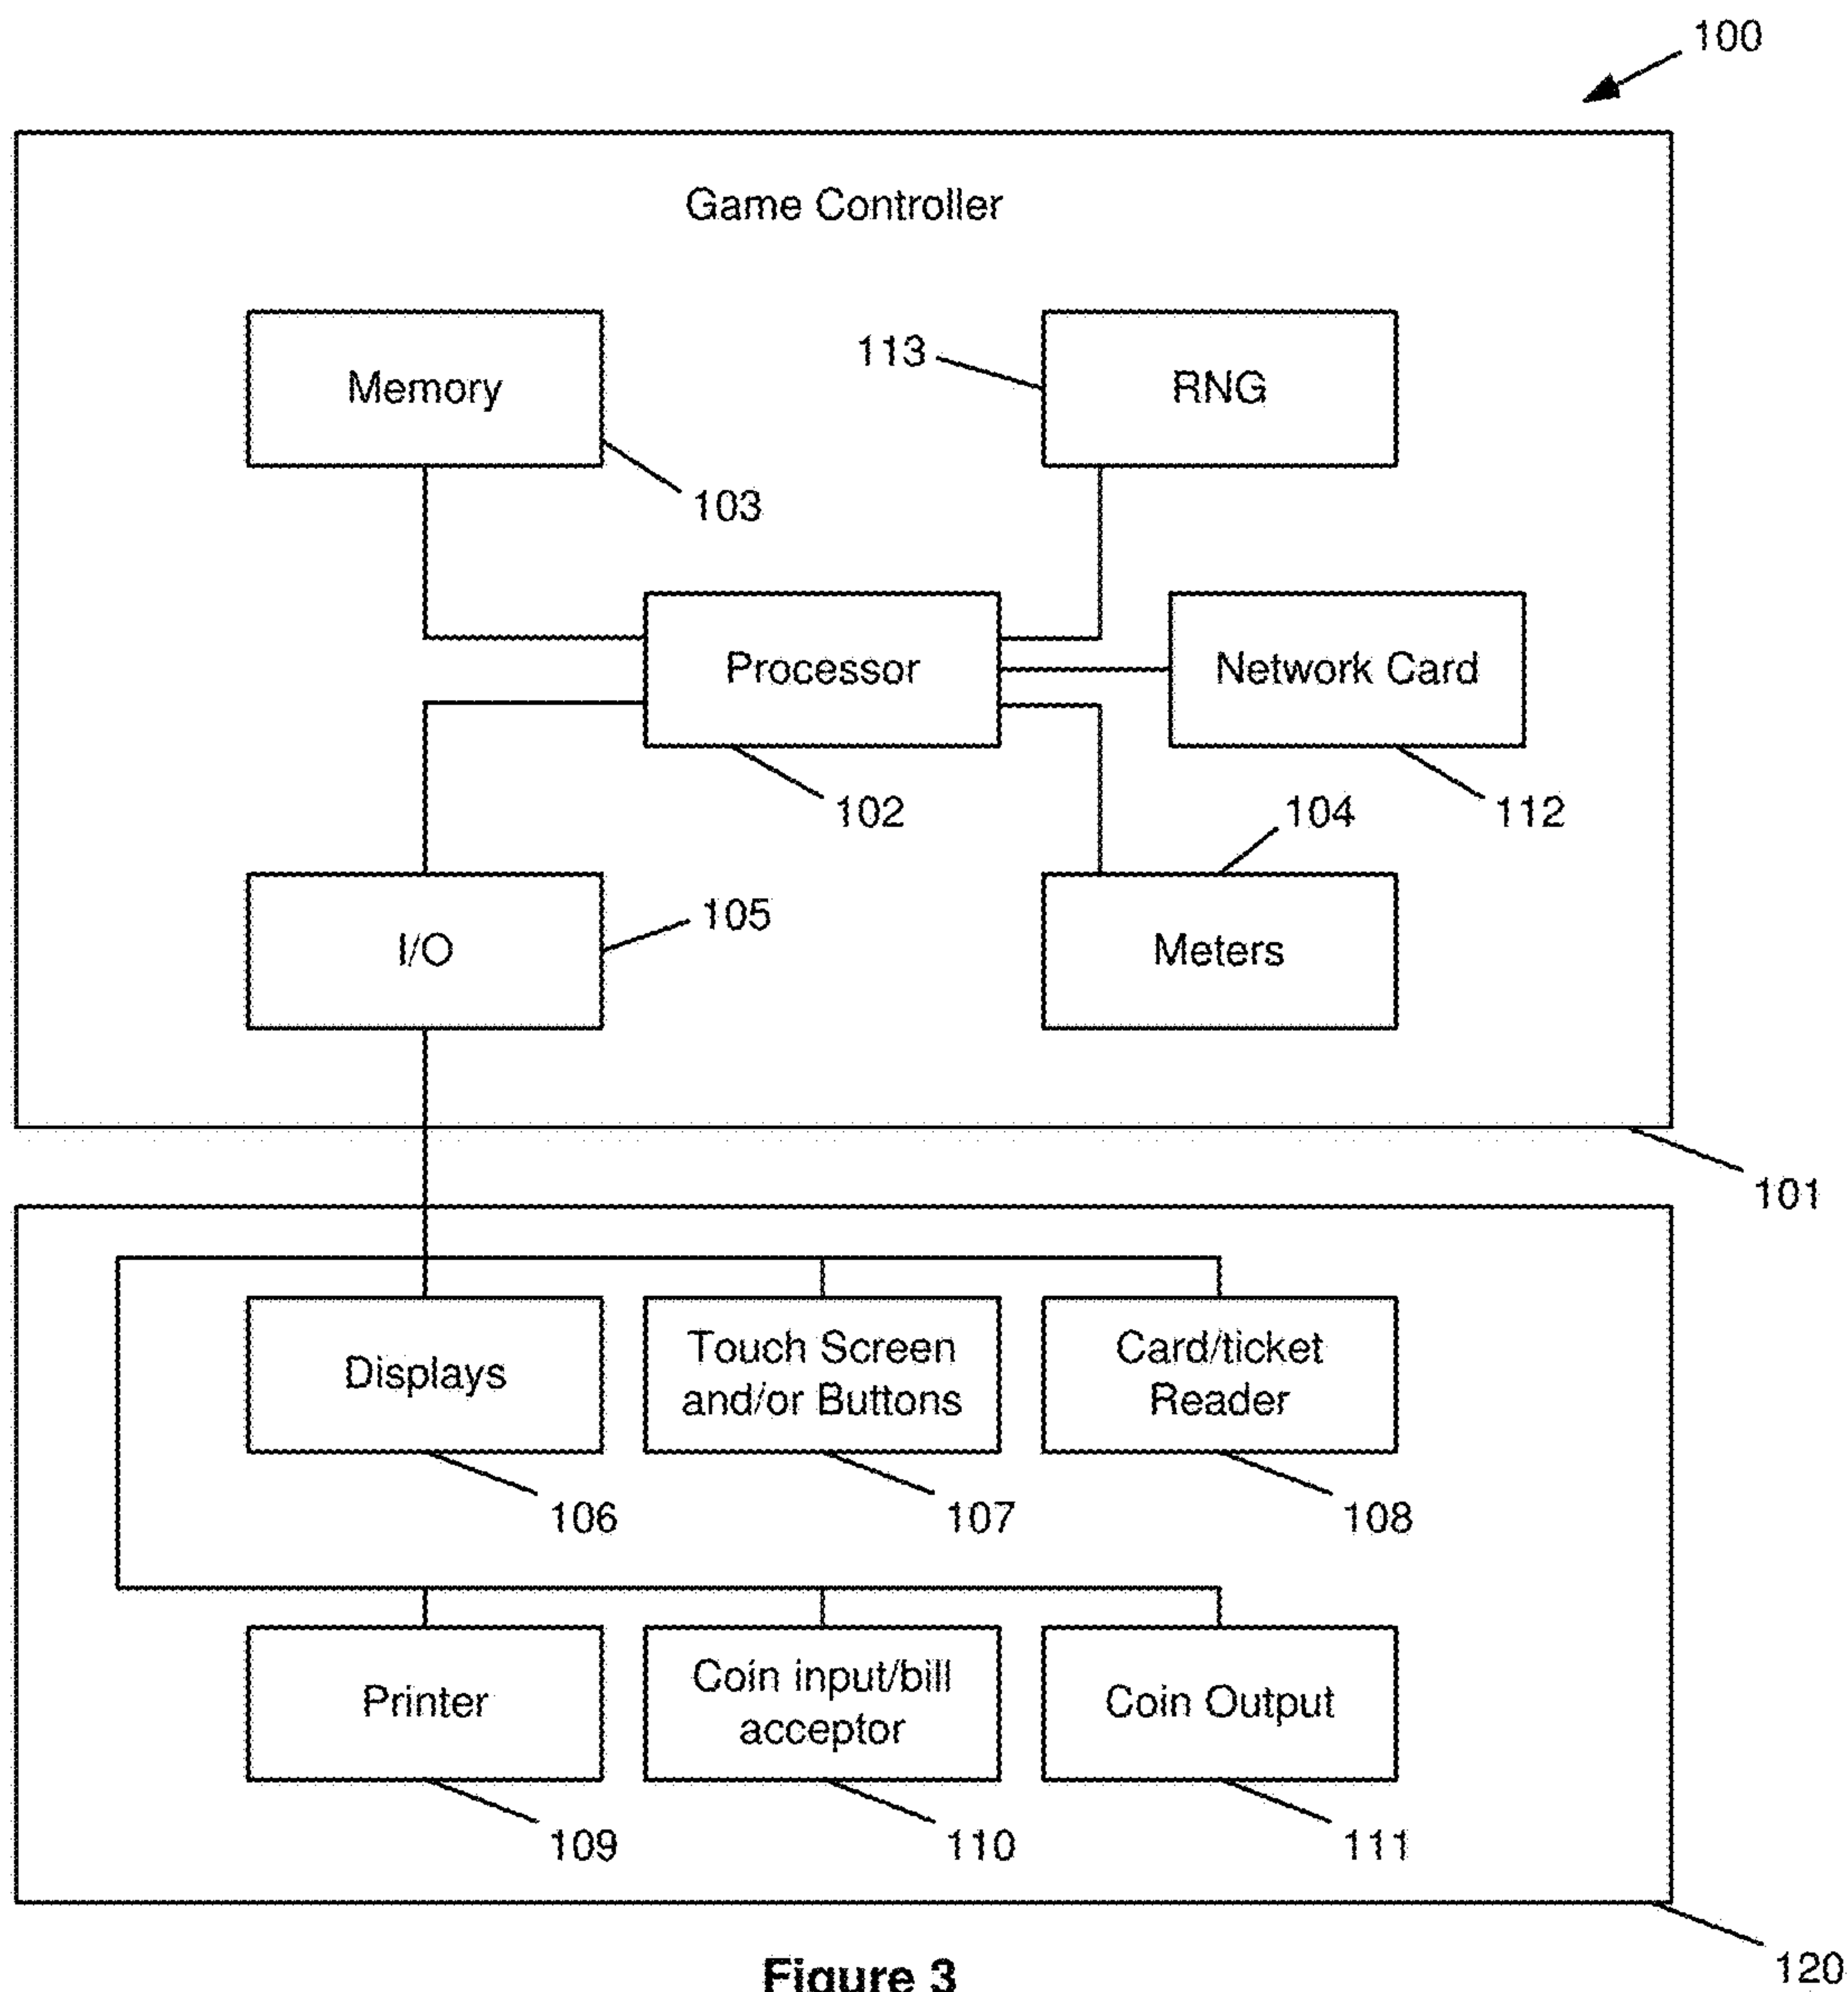 100
Game Controller
Memory
113
RNG
103
Processor
Network Card
102
104
112
I/O
105
Meters
101
Displays
Touch Screen
and/or Buttons
Card/ticket
Reader
106
107
108
Printer
Coin input/bill
acceptor
Coin Output
109
110
111
120
Figure 3